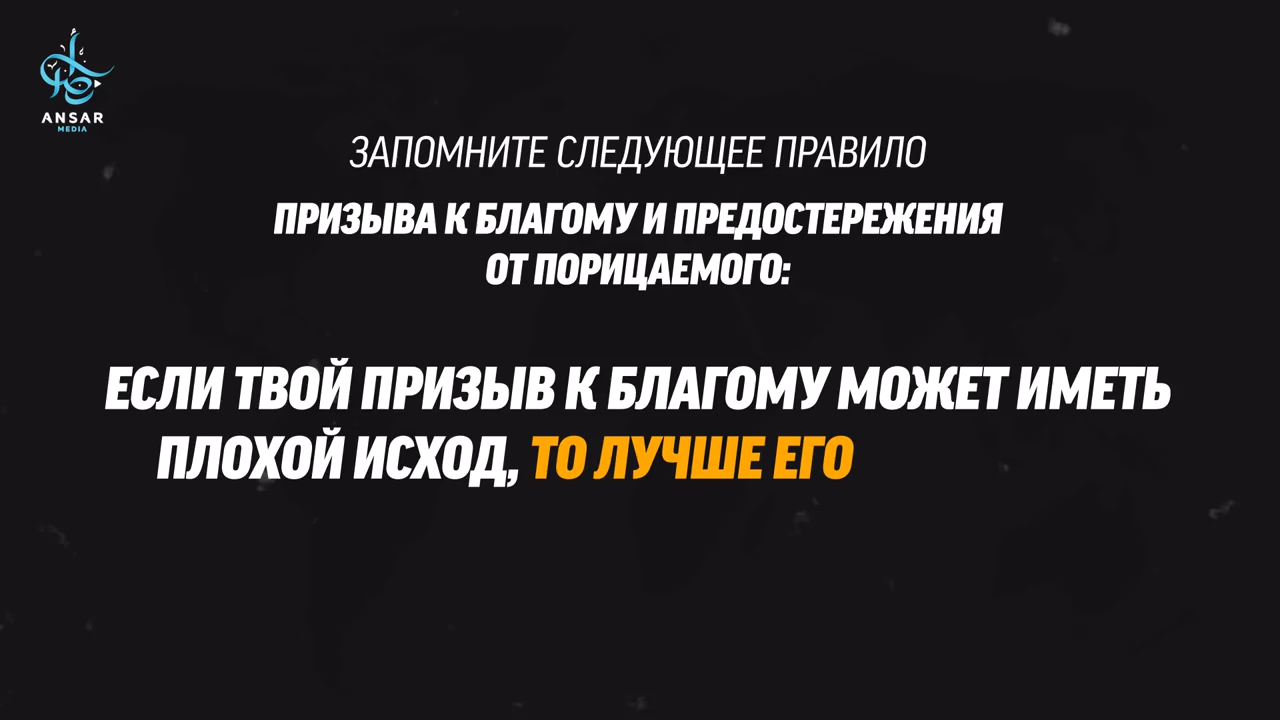 ANSAR
MEDIA
ЗАПОМНИТЕ СЛЕДУЮЩЕЕ ПРАВИЛО
ПРИЗЫВА К БЛАГОМУ И ПРЕДОСТЕРЕЖЕНИЯ
ОТ ПОРИЦАЕМОГО:
ЕСЛИ ТВОЙ ПРИЗЫВ К БЛАГОМУ МОЖЕТ ИМЕТЬ
ПЛОХОЙ ИСХОД, ТО ЛУЧШЕ ЕГО